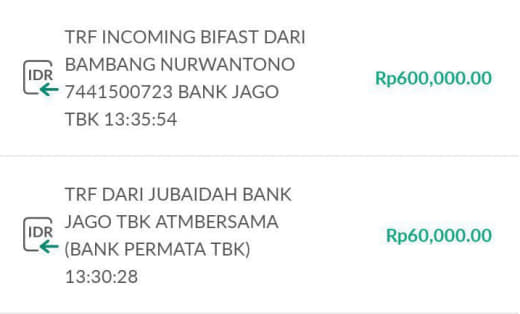 TRF INCOMING BIFAST DARI
BAMBANG NURWANTONO
7441500723 BANK JAGO
TBK 13:35:54
IDR
Rp600,000.00
TRF DARI JUBAIDAH BANK
JAGO TBK ATMBERSAMA
(BANK PERMATA TBK)
13:30:28
IDR
Rp60,000.00